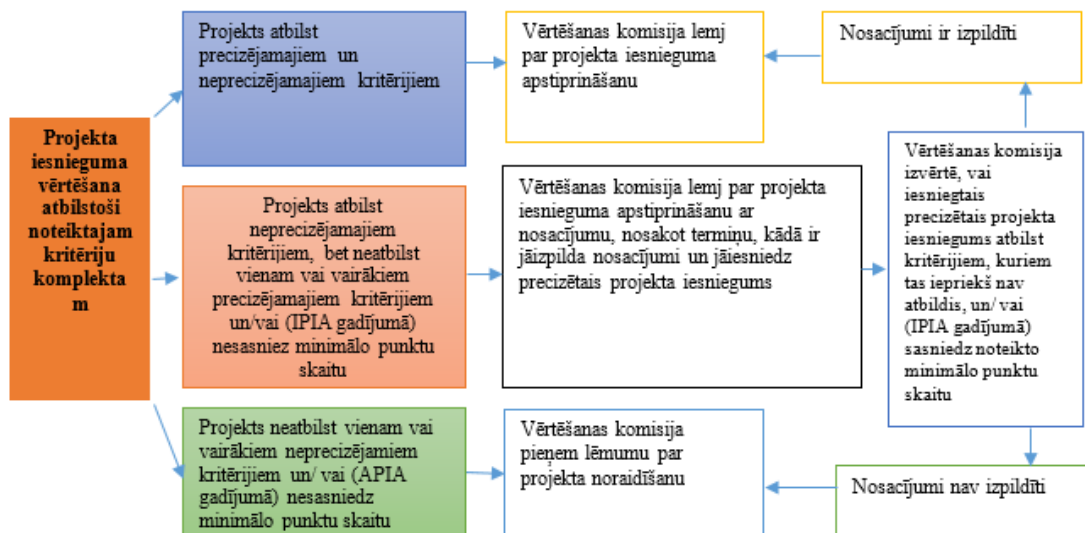 Projekta
iesnieguma
vērtēšana
atbilstoši
noteiktajam
kritēriju
komplekta
m
Projekts atbilst
precizējamajiem un
neprecizējamajiem kritērijiem
Vērtēšanas komisija lemj
par projekta iesnieguma
apstiprināšanu
Nosacījumi ir izpildīti
Projekts atbilst
neprecizējamajiem
kritērijiem, bet neatbilst
vienam vai vairākiem
precizējamajiem kritērijiem
un/vai (IPIA gadījumā)
nesasniez minimālo punktu
skaitu
Vērtēšanas komisija lemj par projekta
iesnieguma apstiprināšanu ar
nosacījumu, nosakot termiņu, kādā ir
jāizpilda nosacījumi un jāiesniedz
precizētais projekta iesniegums
Vērtēšanas komisija
izvērtē, vai
iesniegtais
precizētais projekta
iesniegums atbilst
kritērijiem, kuriem
tas iepriekš nav
atbildis, un/ vai
(IPIA gadījumā)
sasniedz noteikto
minimālo punktu
skaitu
Projekts neatbilst vienam vai
vairākiem neprecizējamiem
kritērijiem un/ vai (APIA
gadījumā) nesasniedz
minimālo punktu skaitu
Vērtēšanas komisija
pieņem lēmumu par
projekta noraidīšanu
Nosacījumi nav izpildīti